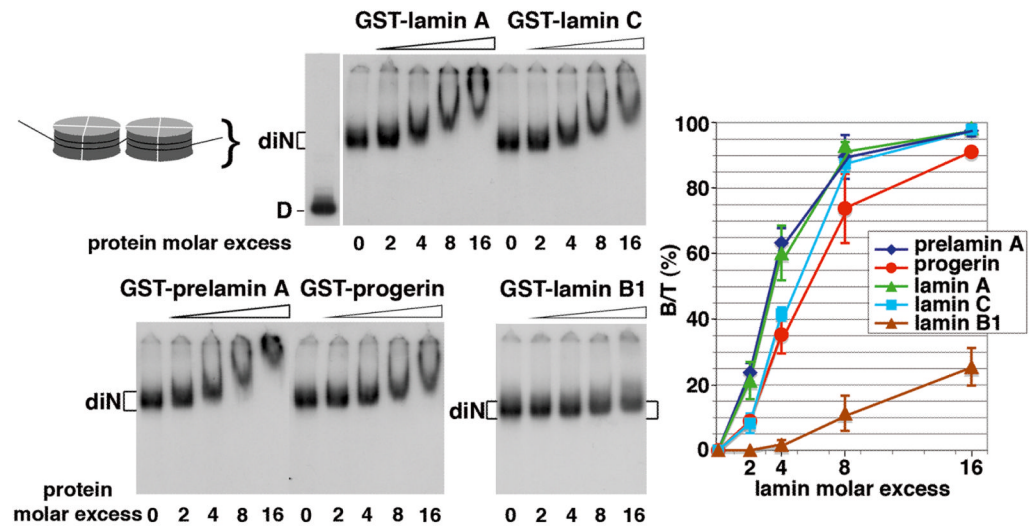 GST-lamin A GST-lamin C
diN
D
protein molar excess 0 2 4 8 16 0 2 4 8 16
GST-prelamin A GST-progerin GST-lamin B1
diN
diN
protein
molar excess 0 2 4 8 16 0 2 4 8 16 0 2 4 8 16
100
80
60
40
20
0
B/T (%)
prelamin A
progerin
lamin A
lamin C
lamin B1
2 4 8 16
lamin molar excess